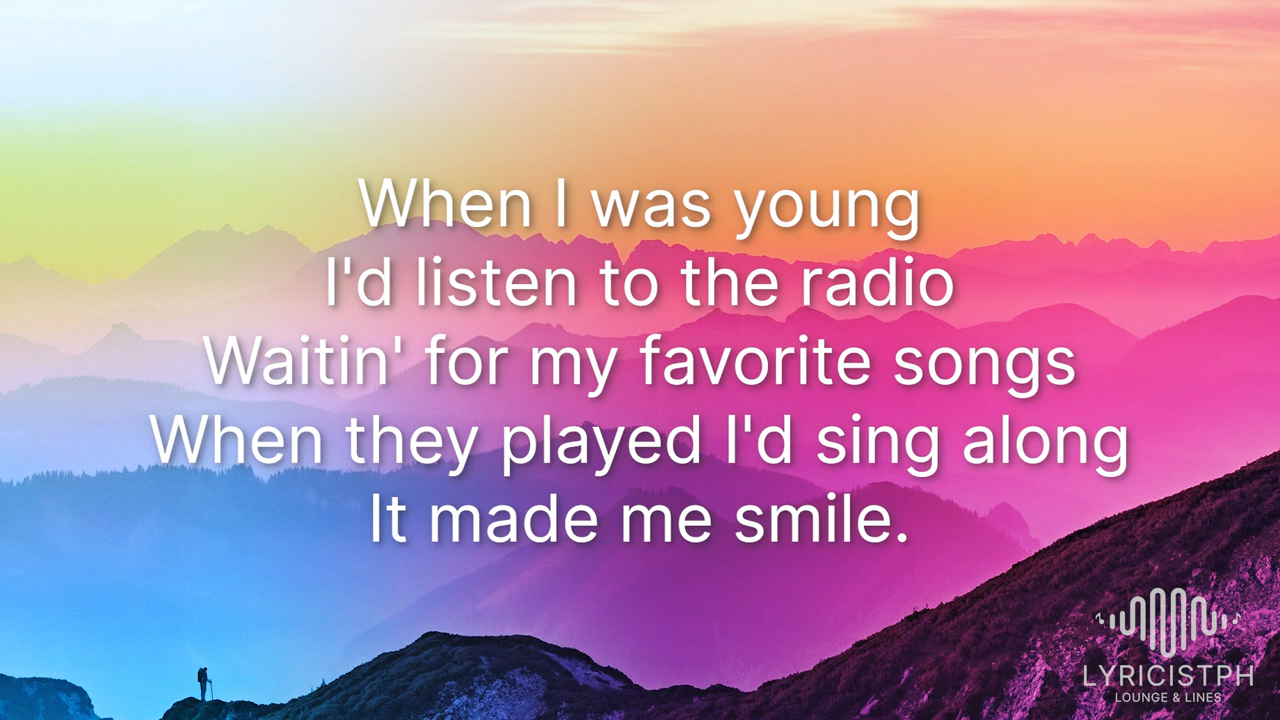 When I was young
I'd listen to the radio
Waitin' for my favorite songs
When they played I'd sing along
It made me smile.
LYRICISTPH
LOUNGE & LINES